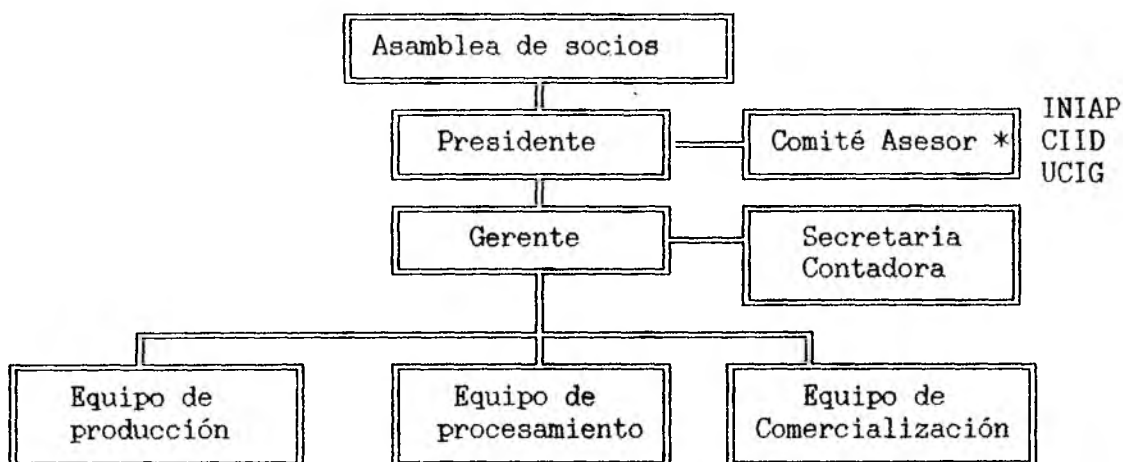 Asamblea de socios
Presidente
Comité Asesor *
INIAP
CIID
UCIG
Gerente
Secretaria
Contadora
Equipo de
producción
Equipo de
procesamiento
Equipo de
Comercialización